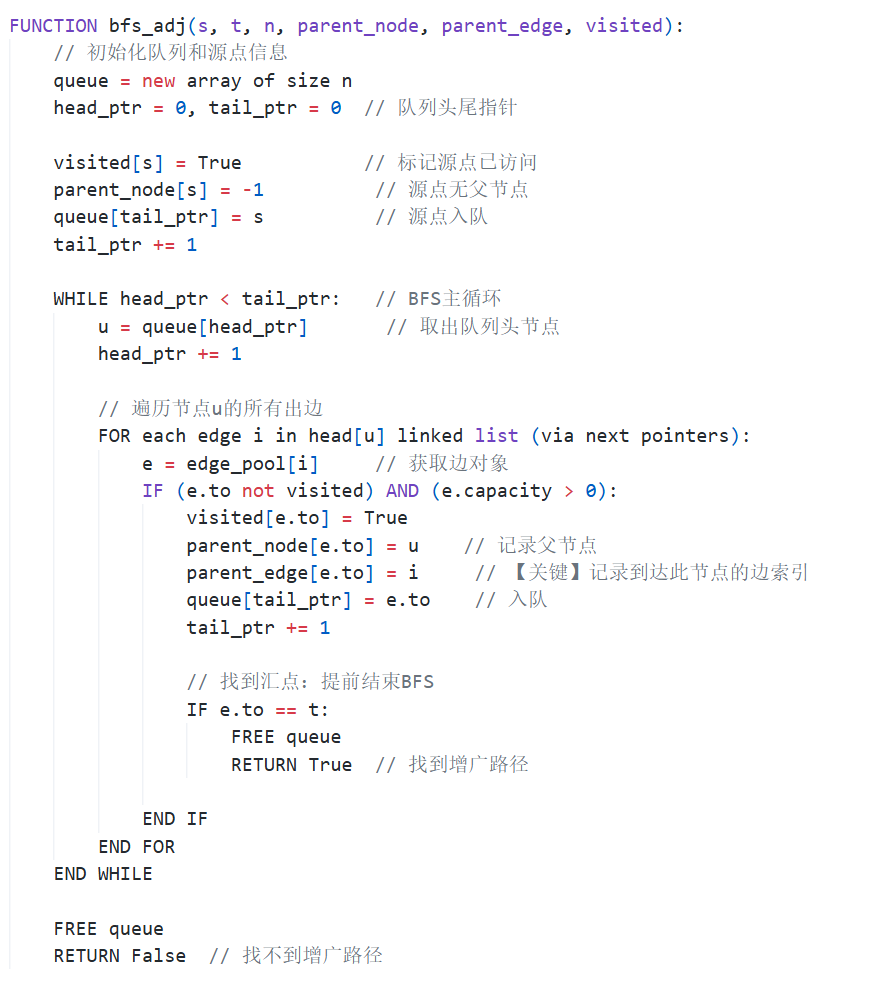 FUNCTION bfs_adj(s, t, n, parent_node, parent_edge, visited):
    // 初始化队列和源点信息
    queue = new array of size n
    head_ptr = 0, tail_ptr = 0  // 队列头尾指针

    visited[s] = True           // 标记源点已访问
    parent_node[s] = -1          // 源点无父节点
    queue[tail_ptr] = s          // 源点入队
    tail_ptr += 1

    WHILE head_ptr < tail_ptr:   // BFS主循环
        u = queue[head_ptr]       // 取出队列头节点
        head_ptr += 1

        // 遍历节点u的所有出边
        FOR each edge i in head[u] linked list (via next pointers):
            e = edge_pool[i]     // 获取边对象
            IF (e.to not visited) AND (e.capacity > 0):
                visited[e.to] = True
                parent_node[e.to] = u    // 记录父节点
                parent_edge[e.to] = i     // 【关键】记录到达此节点的边索引
                queue[tail_ptr] = e.to    // 入队
                tail_ptr += 1

                // 找到汇点：提前结束BFS
                IF e.to == t:
                    FREE queue
                    RETURN True  // 找到增广路径

            END IF
        END FOR
    END WHILE

    FREE queue
    RETURN False  // 找不到增广路径